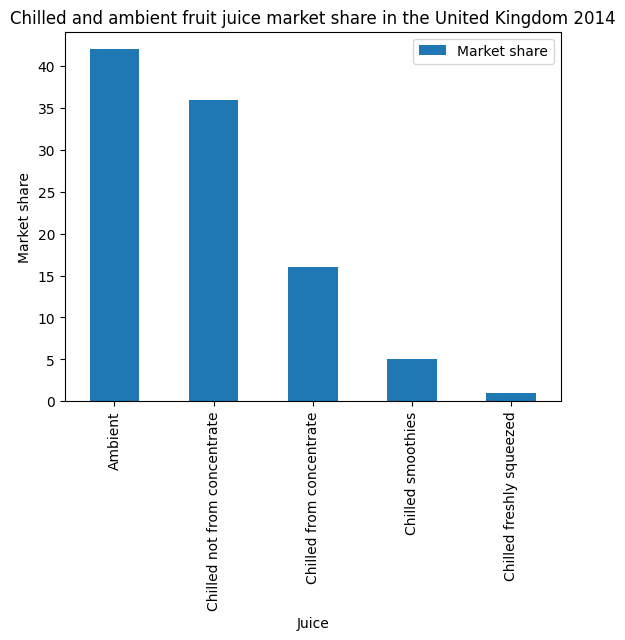 Chilled and ambient fruit juice market share in the United Kingdom 2014
Market share
Market share
40
35
30
25
20
15
10
5
0
Ambient
Chilled not from concentrate
Chilled from concentrate
Chilled smoothies
Chilled freshly squeezed
Juice